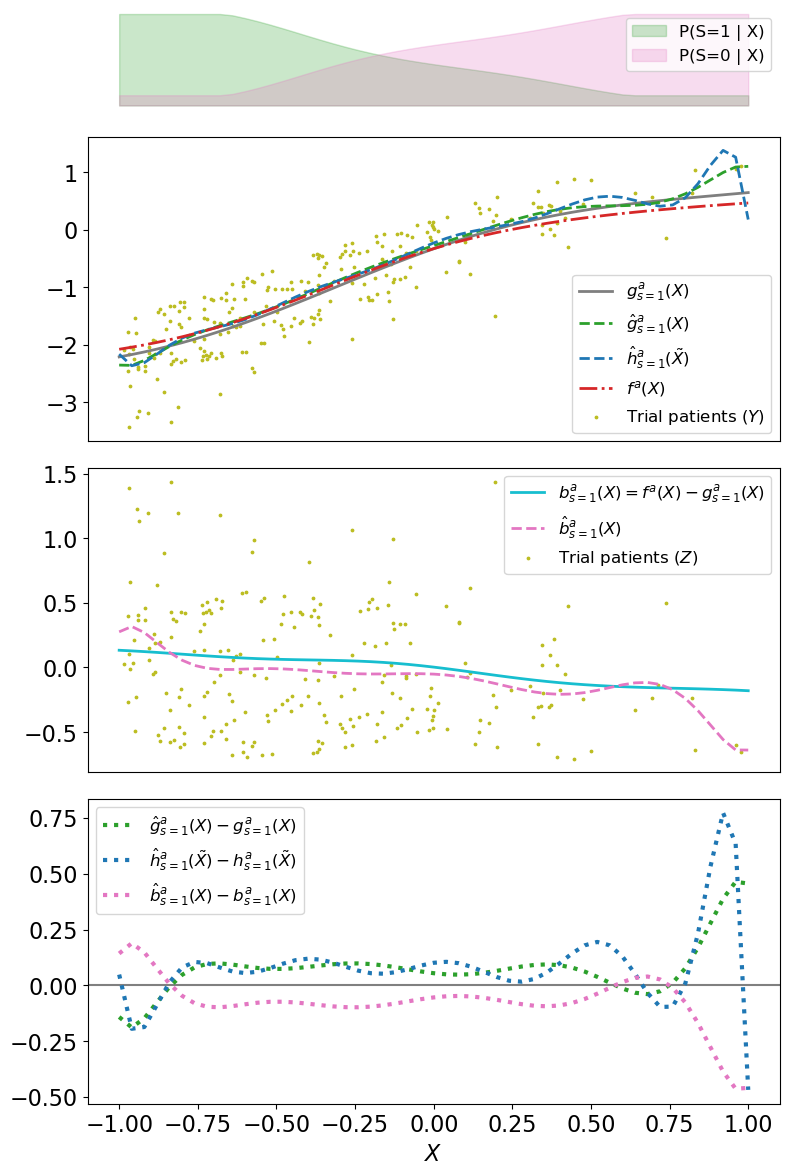 P(S=1 | X)
P(S=0 | X)
1
0
−1
−2
−3
g^a_{s=1}(X)
ĝ^a_{s=1}(X)
ĥ^a_{s=1}(X̃)
f^a(X)
Trial patients (Y)
1.5
1.0
0.5
0.0
−0.5
b^a_{s=1}(X) = f^a(X) − g^a_{s=1}(X)
b̂^a_{s=1}(X)
Trial patients (Z)
0.75
0.50
0.25
0.00
−0.25
−0.50
ĝ^a_{s=1}(X) − g^a_{s=1}(X)
ĥ^a_{s=1}(X̃) − h^a_{s=1}(X̃)
b̂^a_{s=1}(X) − b^a_{s=1}(X)
−1.00 −0.75 −0.50 −0.25 0.00 0.25 0.50 0.75 1.00
X